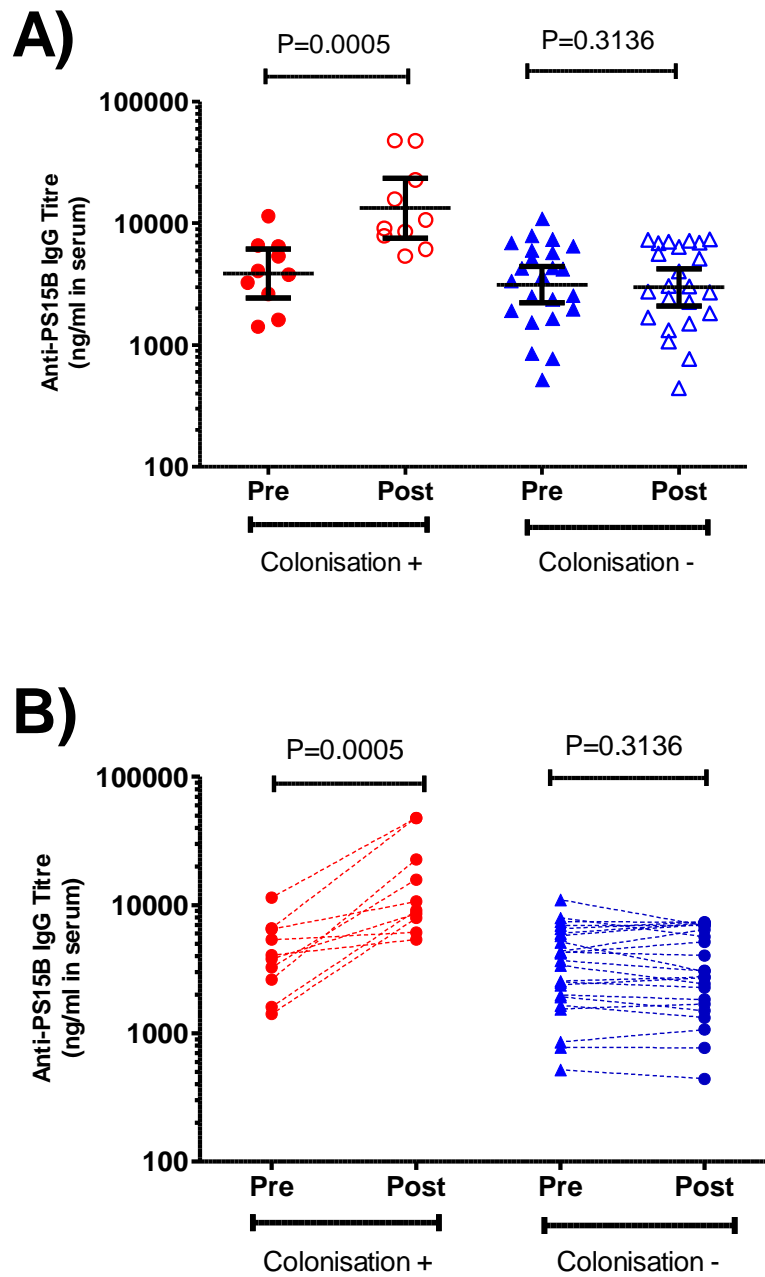 A)
P=0.0005
P=0.3136
100000
10000
1000
100
Anti-PS15B IgG Titre
(ng/ml in serum)
Pre
Post
Pre
Post
Colonisation +
Colonisation -
B)
P=0.0005
P=0.3136
100000
10000
1000
100
Anti-PS15B IgG Titre
(ng/ml in serum)
Pre
Post
Pre
Post
Colonisation +
Colonisation -